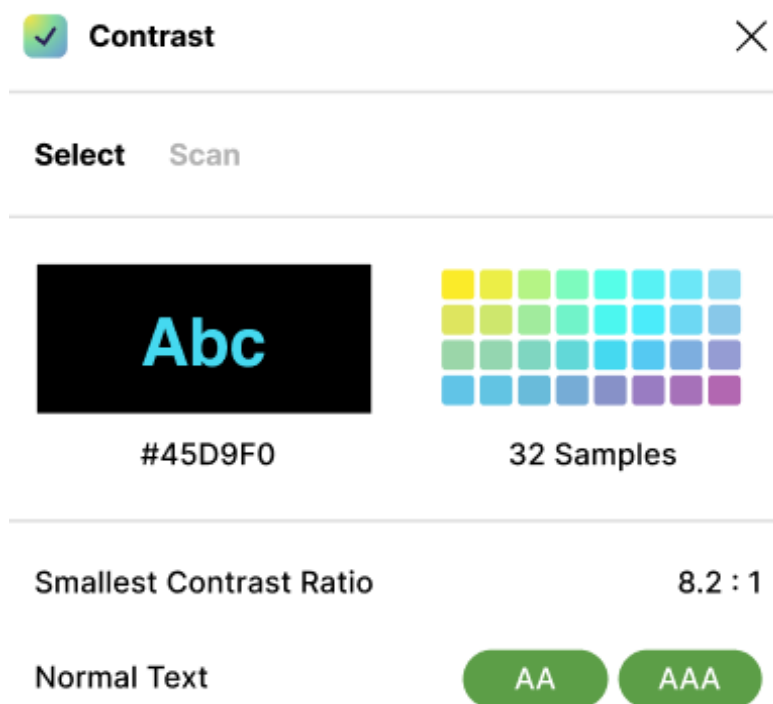 Contrast
Select Scan
Abc
#45D9F0 32 Samples
Smallest Contrast Ratio 8.2 : 1
Normal Text AA AAA